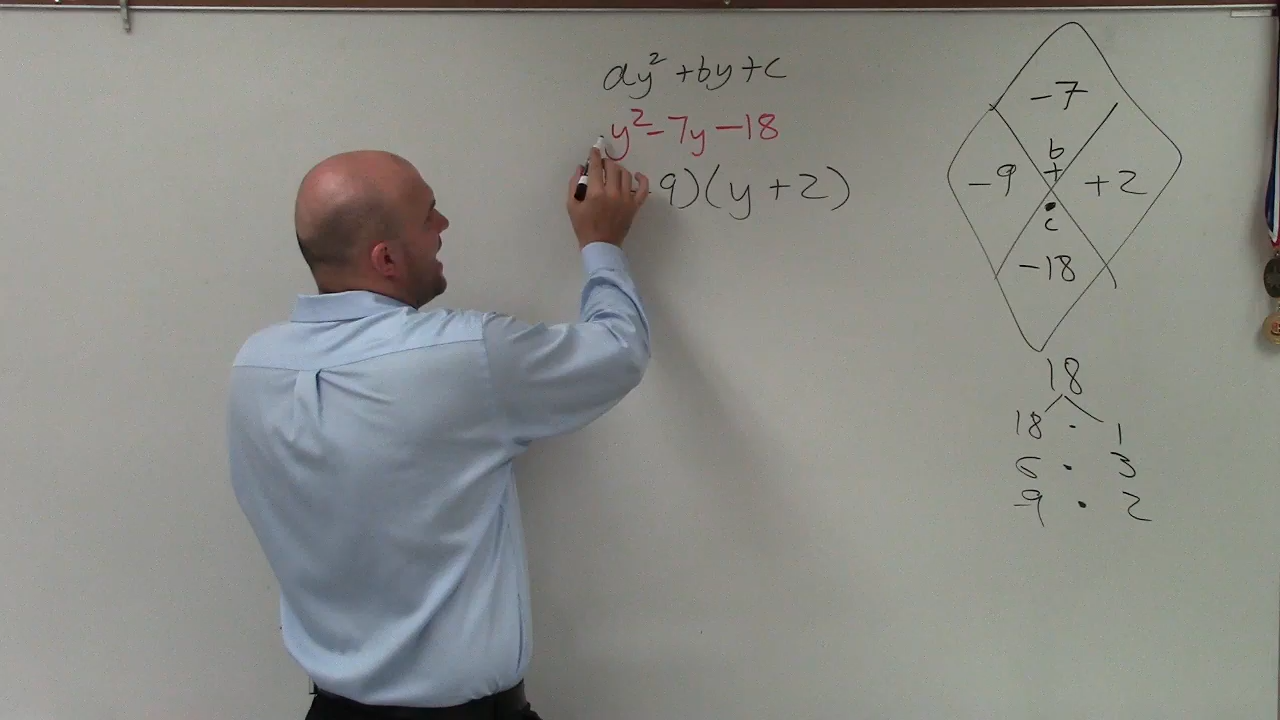 ay² + by + c
y² - 7y - 18
- 9)(y + 2)
-7
b
-9 + +2
•
c
-18
18
18 · 1
6 · 3
-9 · 2